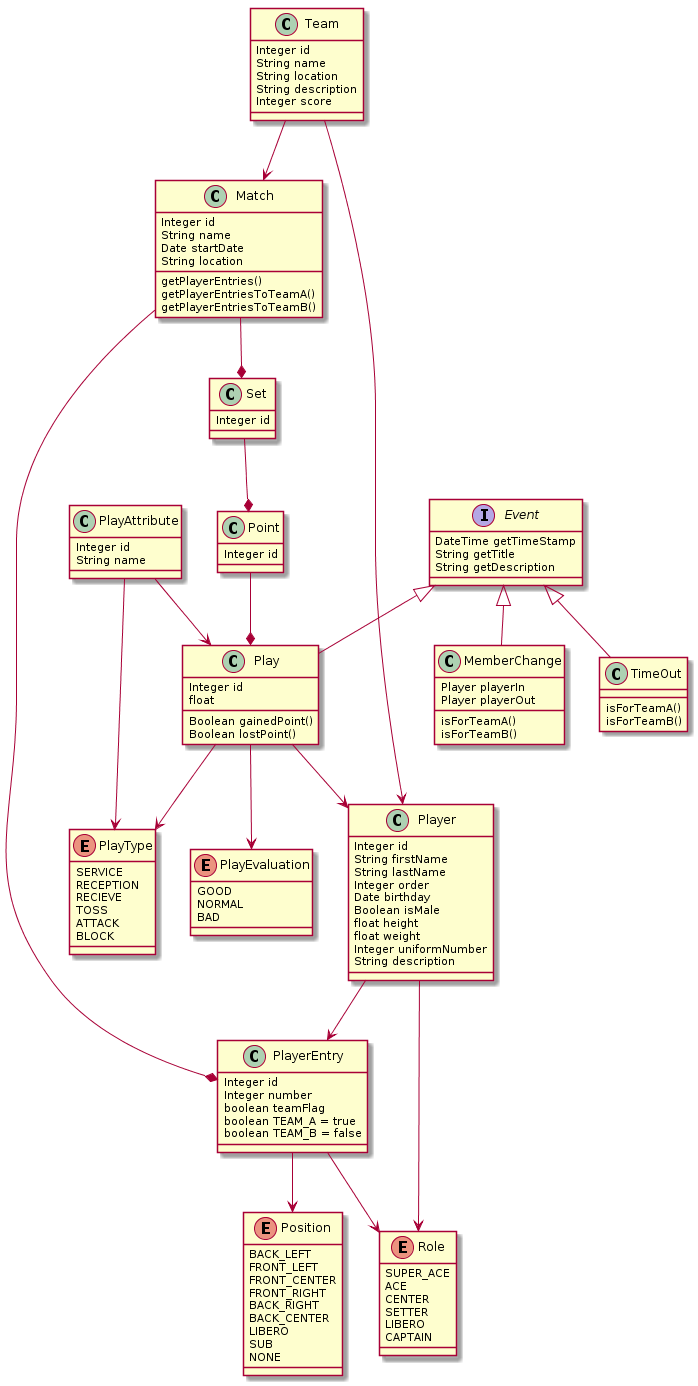 C Team
Integer id
String name
String location
String description
Integer score
C Match
Integer id
String name
Date startDate
String location
getPlayerEntries()
getPlayerEntriesToTeamA()
getPlayerEntriesToTeamB()
C Set
Integer id
C PlayAttribute
Integer id
String name
C Point
Integer id
I Event
DateTime getTimeStamp
String getTitle
String getDescription
C Play
Integer id
float
Boolean gainedPoint()
Boolean lostPoint()
C MemberChange
Player playerIn
Player playerOut
isForTeamA()
isForTeamB()
C TimeOut
isForTeamA()
isForTeamB()
E PlayType
SERVICE
RECEPTION
RECIEVE
TOSS
ATTACK
BLOCK
E PlayEvaluation
GOOD
NORMAL
BAD
C Player
Integer id
String firstName
String lastName
Integer order
Date birthday
Boolean isMale
float height
float weight
Integer uniformNumber
String description
C PlayerEntry
Integer id
Integer number
boolean teamFlag
boolean TEAM_A = true
boolean TEAM_B = false
E Position
BACK_LEFT
FRONT_LEFT
FRONT_CENTER
FRONT_RIGHT
BACK_RIGHT
BACK_CENTER
LIBERO
SUB
NONE
E Role
SUPER_ACE
ACE
CENTER
SETTER
LIBERO
CAPTAIN